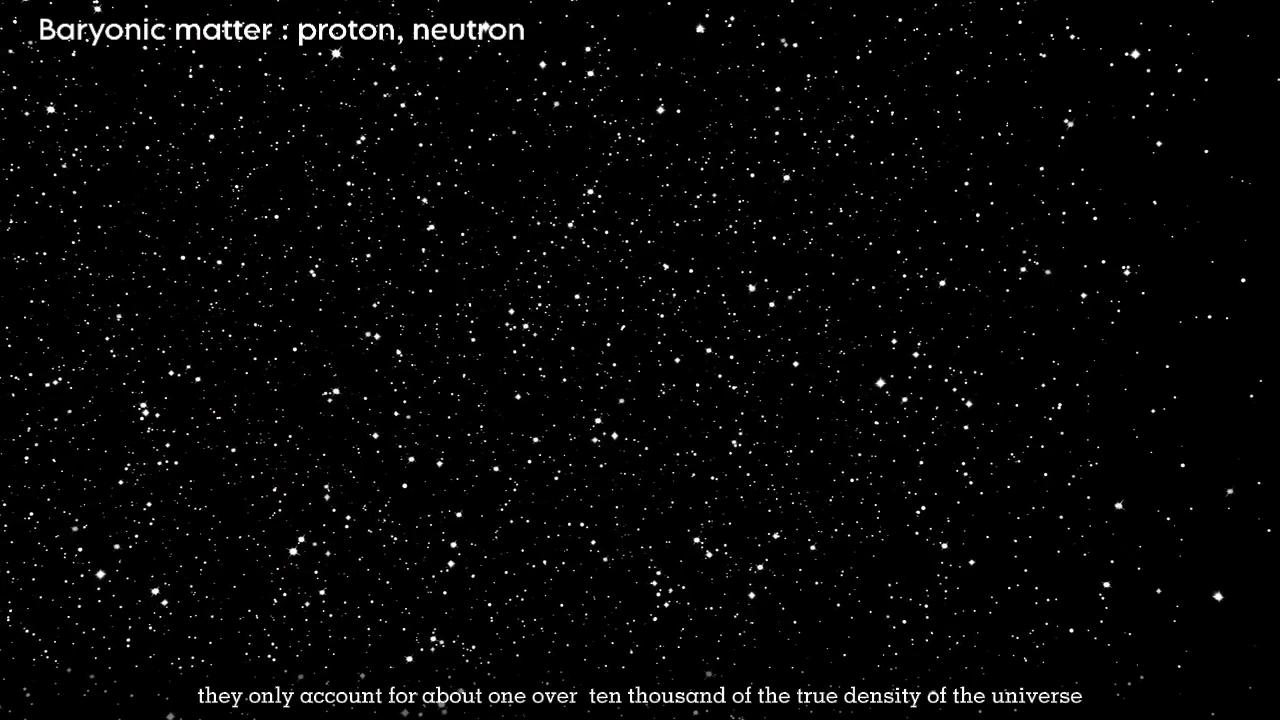 Baryonic matter : proton, neutron
they only account for about one over  ten thousand of the true density of the universe